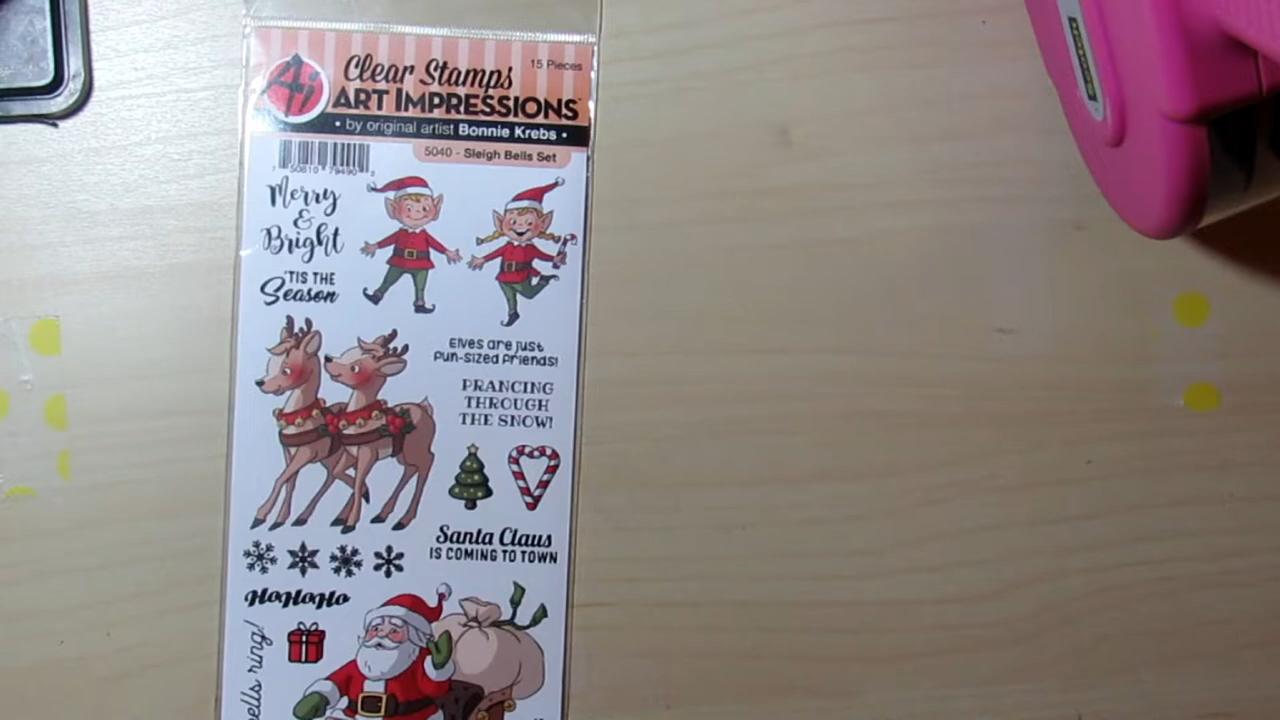 Ai
Clear Stamps
15 Pieces
ART IMPRESSIONS
• by original artist Bonnie Krebs •
5040 - Sleigh Bells Set
Merry
&
Bright
'TIS THE
Season
Elves are just
Fun-sized Friends!
PRANCING
THROUGH
THE SNOW!
Santa Claus
IS COMING TO TOWN
HoHoHo
ring!